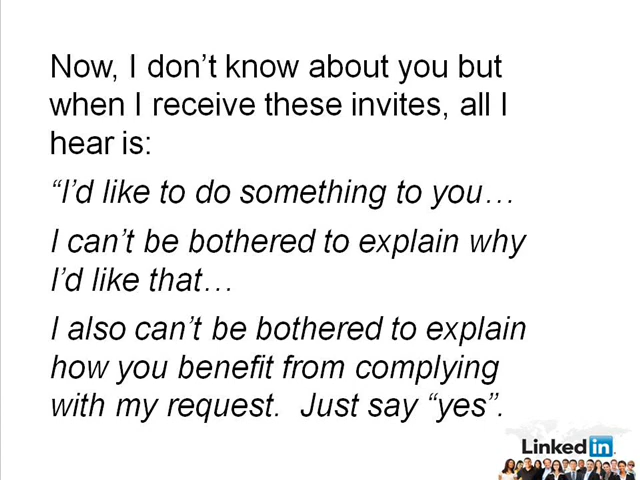 Now, I don’t know about you but
when I receive these invites, all I
hear is:
“I’d like to do something to you…
I can’t be bothered to explain why
I’d like that…
I also can’t be bothered to explain
how you benefit from complying
with my request.  Just say “yes”.
Linked in